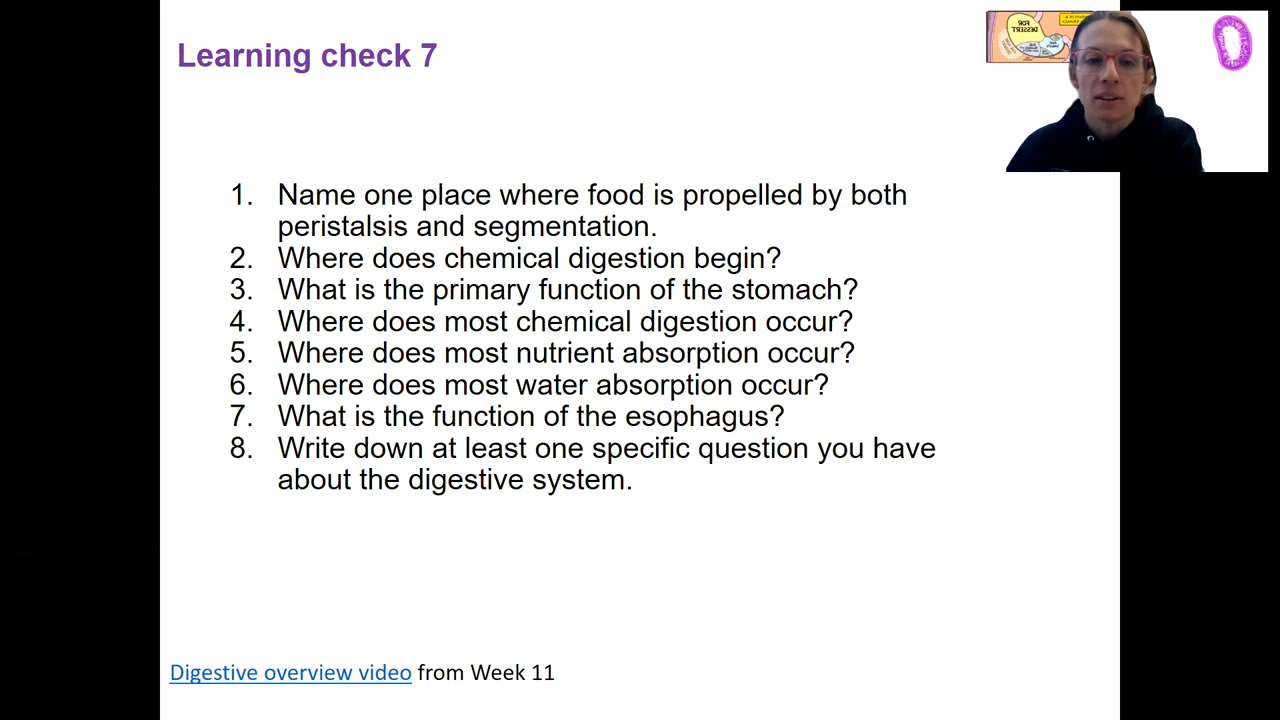 Learning check 7
1. Name one place where food is propelled by both
peristalsis and segmentation.
2. Where does chemical digestion begin?
3. What is the primary function of the stomach?
4. Where does most chemical digestion occur?
5. Where does most nutrient absorption occur?
6. Where does most water absorption occur?
7. What is the function of the esophagus?
8. Write down at least one specific question you have
about the digestive system.
Digestive overview video from Week 11
FOR
DESSERT